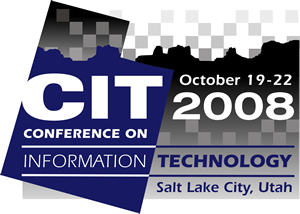 CIT
October 19-22
2008
CONFERENCE ON
INFORMATION TECHNOLOGY
Salt Lake City, Utah